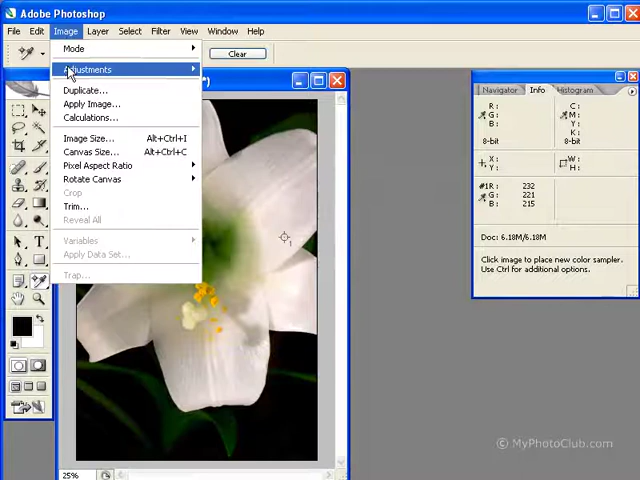 Adobe Photoshop
File Edit Image Layer Select Filter View Window Help
Clear
Mode
Adjustments
Duplicate...
Apply Image...
Calculations...
Image Size... Alt+Ctrl+I
Canvas Size... Alt+Ctrl+C
Pixel Aspect Ratio
Rotate Canvas
Crop
Trim...
Reveal All
Variables
Apply Data Set...
Trap...
Navigator Info Histogram
R: C:
G: M:
B: Y:
K:
8-bit 8-bit
X: W:
Y: H:
#1R: 232
G: 221
B: 215
Doc: 6.18M/6.18M
Click image to place new color sampler.
Use Ctrl for additional options.
1
T
25%
© MyPhotoClub.com